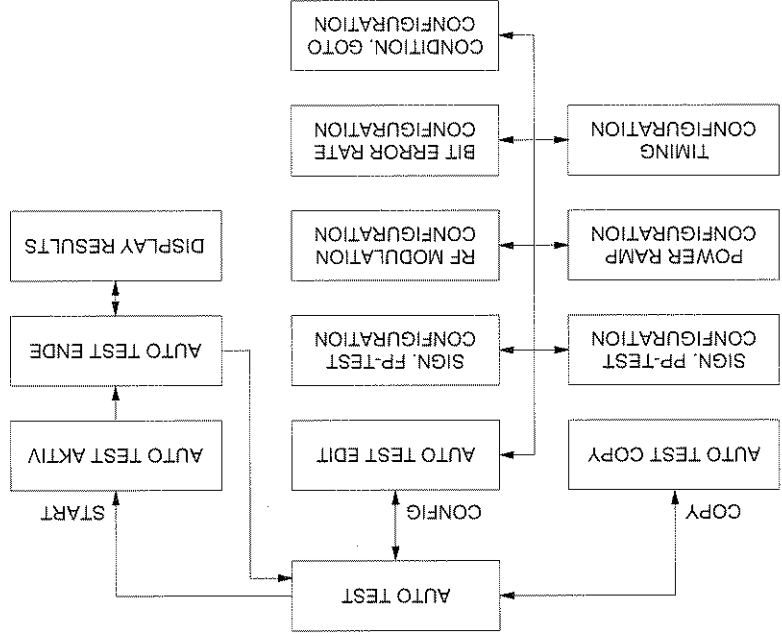 AUTO TEST
COPY
CONFIG
START
AUTO TEST COPY
AUTO TEST EDIT
AUTO TEST AKTIV
SIGN. PP-TEST
CONFIGURATION
SIGN. FP-TEST
CONFIGURATION
AUTO TEST ENDE
POWER RAMP
CONFIGURATION
RF MODULATION
CONFIGURATION
DISPLAY RESULTS
TIMING
CONFIGURATION
BIT ERROR RATE
CONFIGURATION
CONDITION. GOTO
CONFIGURATION